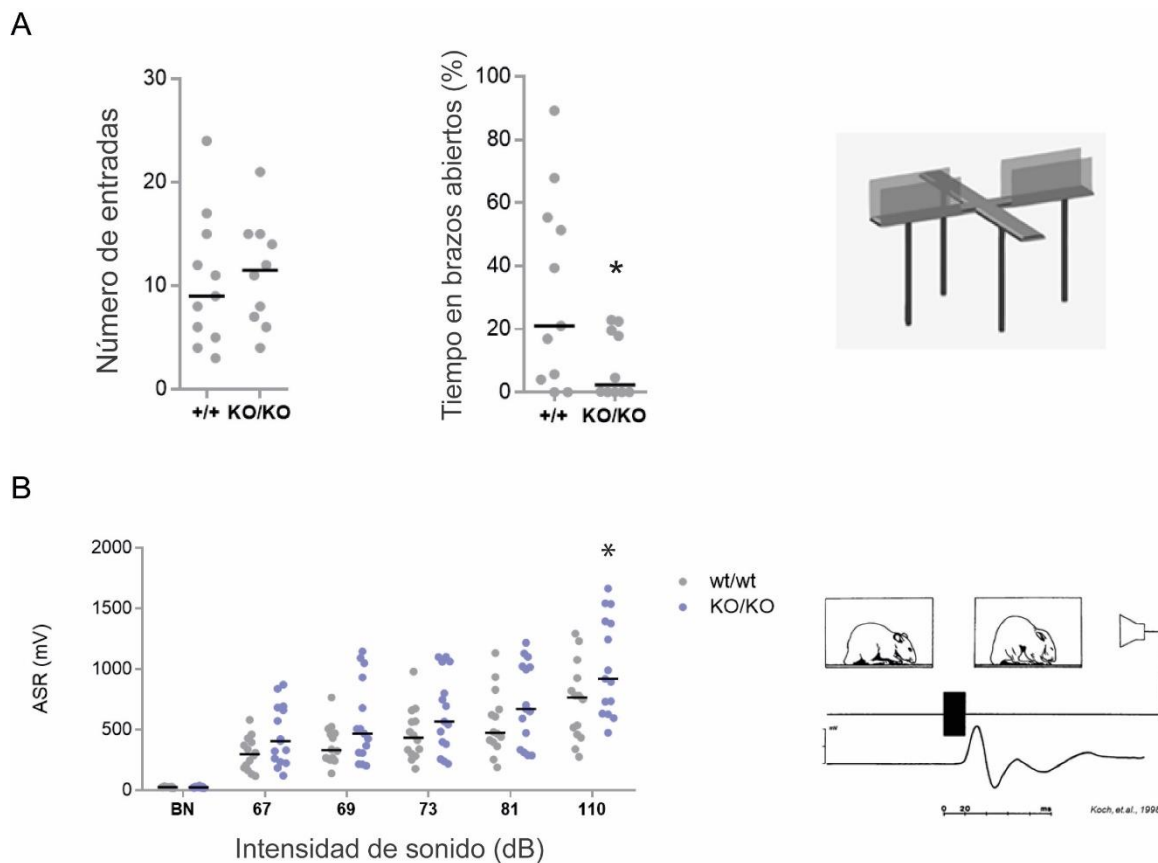 A
Número de entradas
30
20
10
0
+/+ KO/KO
Tiempo en brazos abiertos (%)
100
80
60
40
20
0
*
+/+ KO/KO
B
ASR (mV)
2000
1500
1000
500
0
*
BN 67 69 73 81 110
Intensidad de sonido (dB)
wt/wt
KO/KO
mV
0 20 ms
Koch, et.al., 1998